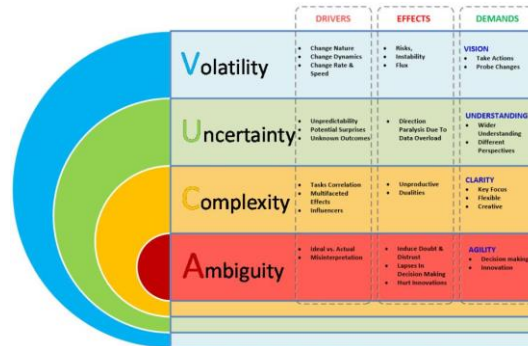 DRIVERS
EFFECTS
DEMANDS
Volatility
• Change Nature
• Change Dynamics
• Change Rate &
Speed
• Risks,
• Instability
• Flux
VISION
• Take Actions
• Probe Changes
Uncertainty
• Unpredictability
• Potential Surprises
• Unknown Outcomes
• Direction
Paralysis Due To
Data Overload
UNDERSTANDING
• Wider
Understanding
• Different
Perspectives
Complexity
• Tasks Correlation
• Multifaceted
Effects
• Influencers
• Unproductive
• Dualities
CLARITY
• Key Focus
• Flexible
• Creative
Ambiguity
• Ideal vs. Actual
• Misinterpretation
• Induce Doubt &
Distrust
• Lapses In
Decision Making
• Hurt Innovations
AGILITY
• Decision making
• Innovation